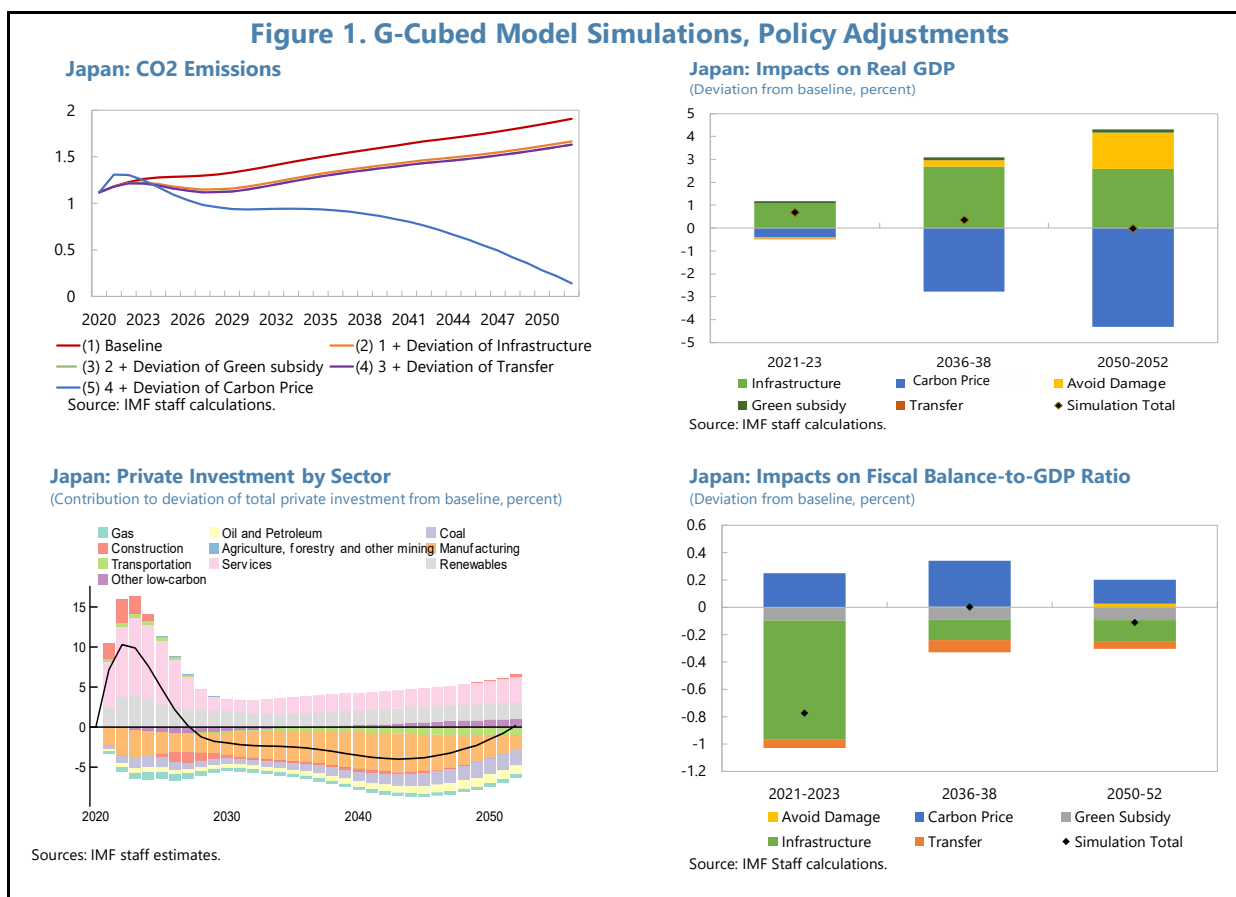 Figure 1. G-Cubed Model Simulations, Policy Adjustments
Japan: CO2 Emissions
2
1.5
1
0.5
0
2020 2023 2026 2029 2032 2035 2038 2041 2044 2047 2050
(1) Baseline
(2) 1 + Deviation of Infrastructure
(3) 2 + Deviation of Green subsidy
(4) 3 + Deviation of Transfer
(5) 4 + Deviation of Carbon Price
Source: IMF staff calculations.
Japan: Impacts on Real GDP
(Deviation from baseline, percent)
5
4
3
2
1
0
-1
-2
-3
-4
-5
2021-23 2036-38 2050-2052
Infrastructure Carbon Price Avoid Damage
Green subsidy Transfer Simulation Total
Source: IMF staff calculations.
Japan: Private Investment by Sector
(Contribution to deviation of total private investment from baseline, percent)
Gas Oil and Petroleum Coal
Construction Agriculture, forestry and other mining Manufacturing
Transportation Services Renewables
Other low-carbon
15
10
5
0
-5
2020 2030 2040 2050
Sources: IMF staff estimates.
Japan: Impacts on Fiscal Balance-to-GDP Ratio
(Deviation from baseline, percent)
0.6
0.4
0.2
0
-0.2
-0.4
-0.6
-0.8
-1
-1.2
2021-2023 2036-38 2050-52
Avoid Damage Carbon Price Green Subsidy
Infrastructure Transfer Simulation Total
Source: IMF Staff calculations.